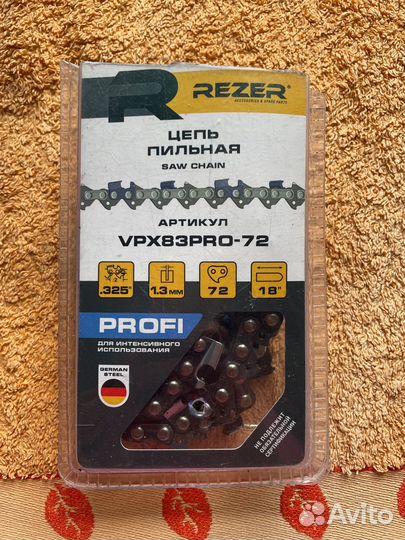 REZER®
ACCESSORIES & SPARE PARTS
ЦЕПЬ
ПИЛЬНАЯ
SAW CHAIN
АРТИКУЛ
VPX83PRO-72
.325" 1.3 мм 72 18"
PROFI
ДЛЯ ИНТЕНСИВНОГО
ИСПОЛЬЗОВАНИЯ
GERMAN
STEEL
НЕ ПОДЛЕЖИТ
ОБЯЗАТЕЛЬНОЙ
СЕРТИФИКАЦИИ
Avito